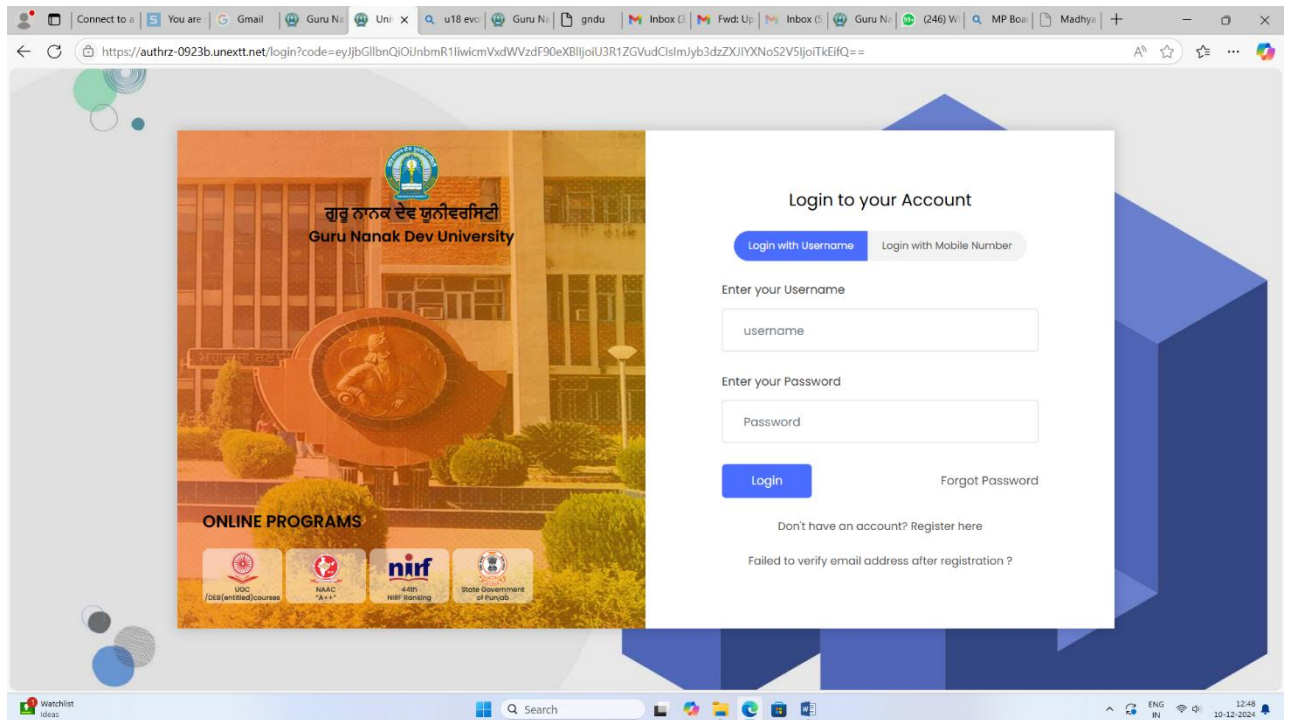 Connect to a
You are
Gmail
Guru Na
Uni
u18 evo
Guru Na
gndu
Inbox (3
Fwd: Up
Inbox (5
Guru Na
(246) W
MP Boar
Madhya
https://authrz-0923b.unextt.net/login?code=
ਗੁਰੂ ਨਾਨਕ ਦੇਵ ਯੂਨੀਵਰਸਿਟੀ
Guru Nanak Dev University
ONLINE PROGRAMS
UGC
/DEB(entitled)courses
NAAC
"A++"
nirf
44th
NIRF Ranking
State Government
of Punjab
Login to your Account
Login with Username
Login with Mobile Number
Enter your Username
username
Enter your Password
Password
Login
Forgot Password
Don't have an account? Register here
Failed to verify email address after registration ?
Watchlist
Ideas
Search
ENG
IN
12:48
10-12-2024